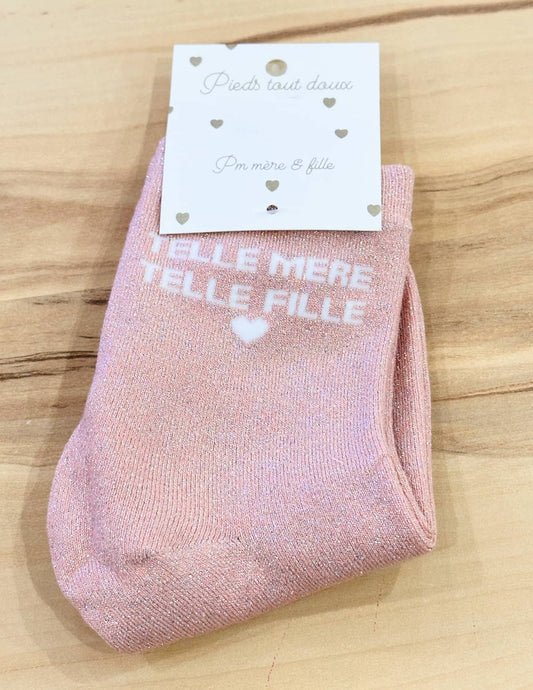 Pieds tout doux
Pm mère & fille
TELLE MERE
TELLE FILLE